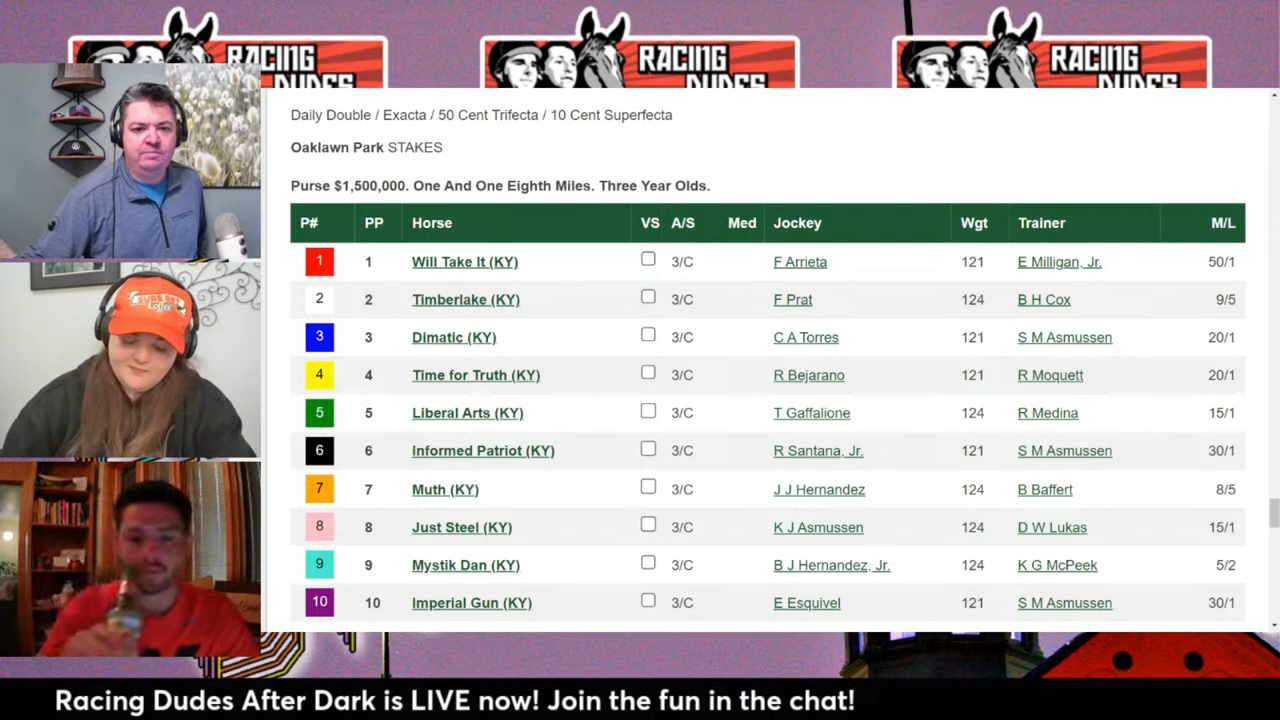 RACING
DUDES
RACING
DUDES
RACING
DUDES
Daily Double / Exacta / 50 Cent Trifecta / 10 Cent Superfecta
Oaklawn Park STAKES
Purse $1,500,000. One And One Eighth Miles. Three Year Olds.
P# PP Horse VS A/S Med Jockey Wgt Trainer M/L
1 1 Will Take It (KY) 3/C F Arrieta 121 E Milligan, Jr. 50/1
2 2 Timberlake (KY) 3/C F Prat 124 B H Cox 9/5
3 3 Dimatic (KY) 3/C C A Torres 121 S M Asmussen 20/1
4 4 Time for Truth (KY) 3/C R Bejarano 121 R Moquett 20/1
5 5 Liberal Arts (KY) 3/C T Gaffalione 124 R Medina 15/1
6 6 Informed Patriot (KY) 3/C R Santana, Jr. 121 S M Asmussen 30/1
7 7 Muth (KY) 3/C J J Hernandez 124 B Baffert 8/5
8 8 Just Steel (KY) 3/C K J Asmussen 124 D W Lukas 15/1
9 9 Mystik Dan (KY) 3/C B J Hernandez, Jr. 124 K G McPeek 5/2
10 10 Imperial Gun (KY) 3/C E Esquivel 121 S M Asmussen 30/1
Racing Dudes After Dark is LIVE now! Join the fun in the chat!